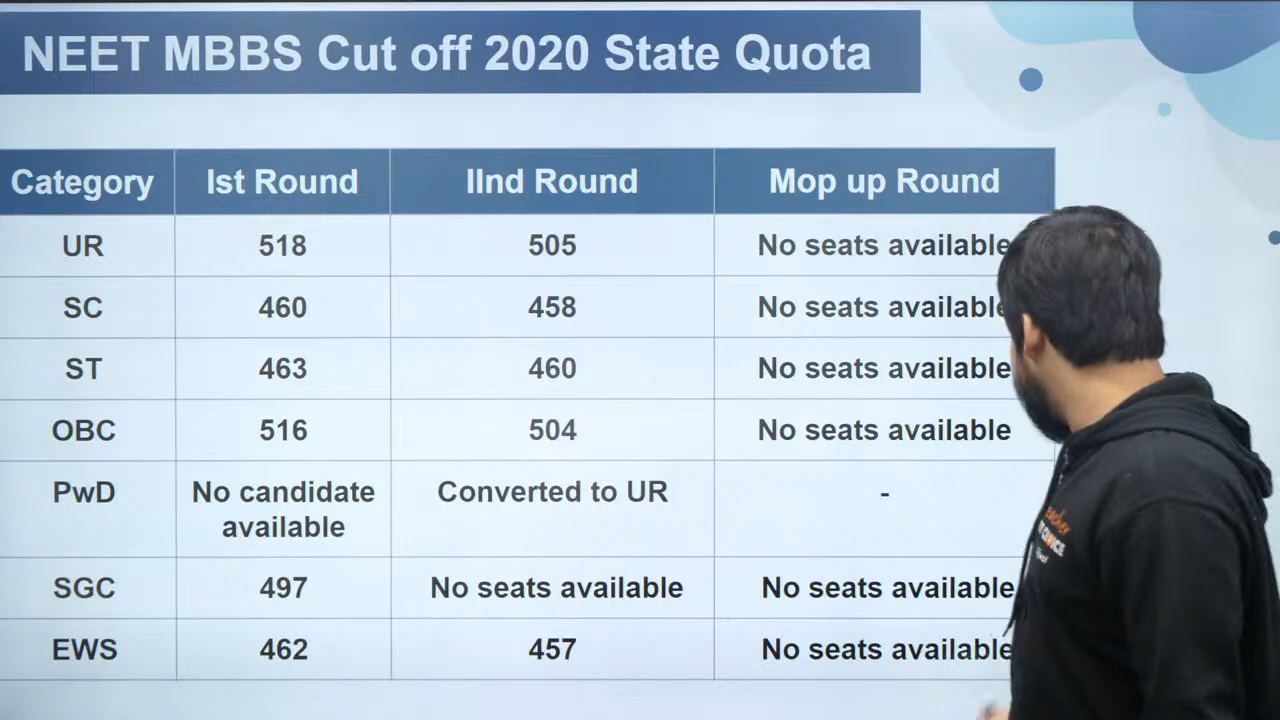 NEET MBBS Cut off 2020 State Quota
Category Ist Round IInd Round Mop up Round
UR 518 505 No seats available
SC 460 458 No seats available
ST 463 460 No seats available
OBC 516 504 No seats available
PwD No candidate Converted to UR -
available
SGC 497 No seats available No seats available
EWS 462 457 No seats available